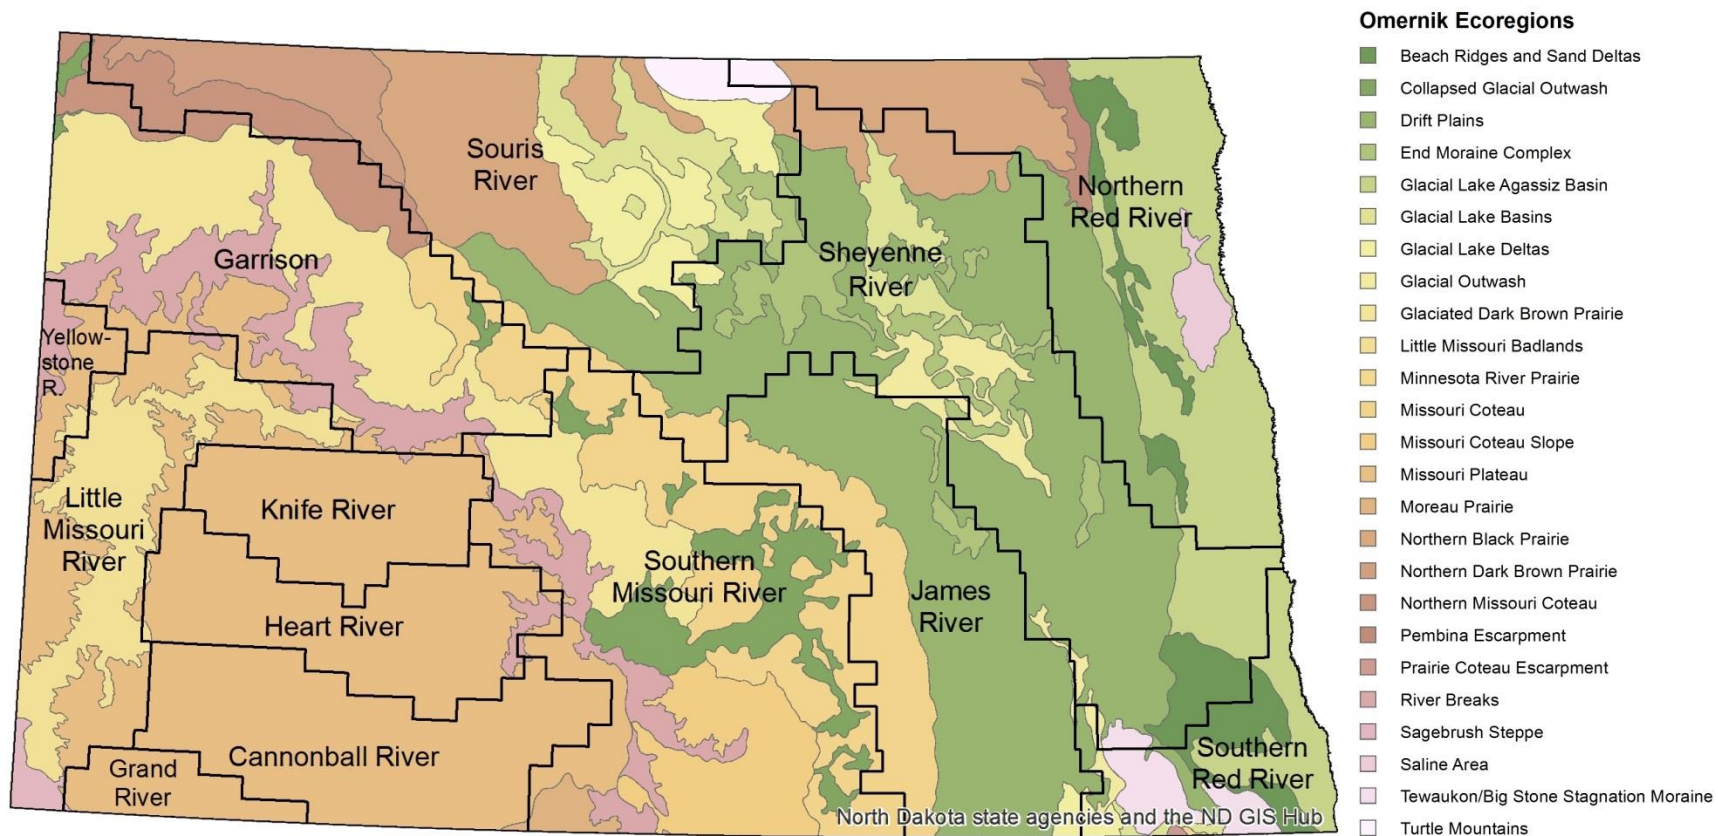 Souris
River
Northern
Red River
Garrison
Sheyenne
River
Yellow-
stone
R.
Little
Missouri
River
Knife River
Southern
Missouri River
James
River
Heart River
Cannonball River
Grand
River
Southern
Red River
North Dakota state agencies and the ND GIS Hub
Omernik Ecoregions
Beach Ridges and Sand Deltas
Collapsed Glacial Outwash
Drift Plains
End Moraine Complex
Glacial Lake Agassiz Basin
Glacial Lake Basins
Glacial Lake Deltas
Glacial Outwash
Glaciated Dark Brown Prairie
Little Missouri Badlands
Minnesota River Prairie
Missouri Coteau
Missouri Coteau Slope
Missouri Plateau
Moreau Prairie
Northern Black Prairie
Northern Dark Brown Prairie
Northern Missouri Coteau
Pembina Escarpment
Prairie Coteau Escarpment
River Breaks
Sagebrush Steppe
Saline Area
Tewaukon/Big Stone Stagnation Moraine
Turtle Mountains